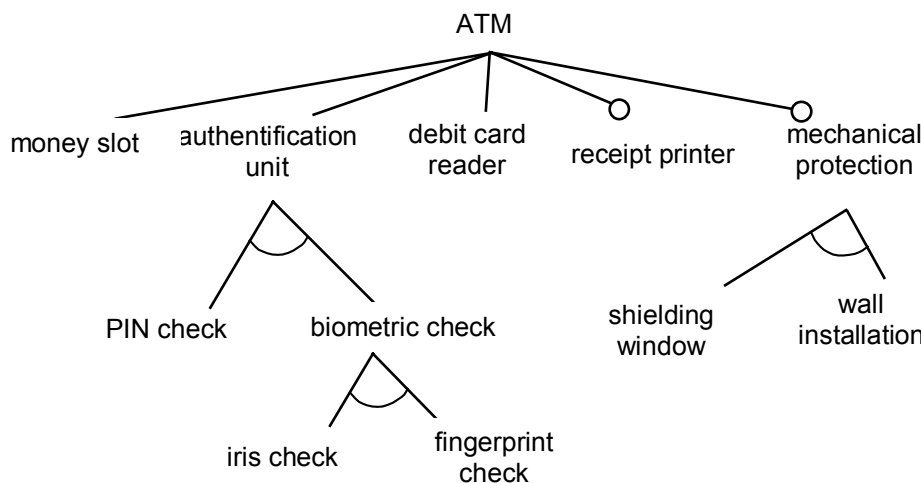 ATM
money slot
authentification
unit
debit card
reader
receipt printer
mechanical
protection
PIN check
biometric check
shielding
window
wall
installation
iris check
fingerprint
check